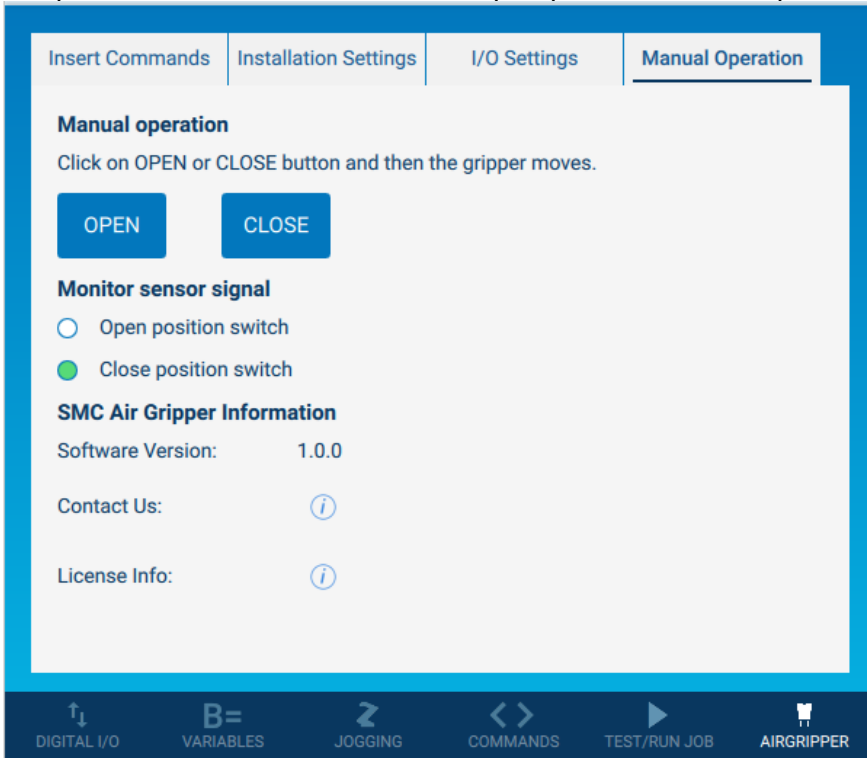 Insert Commands Installation Settings I/O Settings Manual Operation
Manual operation
Click on OPEN or CLOSE button and then the gripper moves.
OPEN CLOSE
Monitor sensor signal
Open position switch
Close position switch
SMC Air Gripper Information
Software Version: 1.0.0
Contact Us: i
License Info: i
B=
DIGITAL I/O VARIABLES JOGGING COMMANDS TEST/RUN JOB AIRGRIPPER